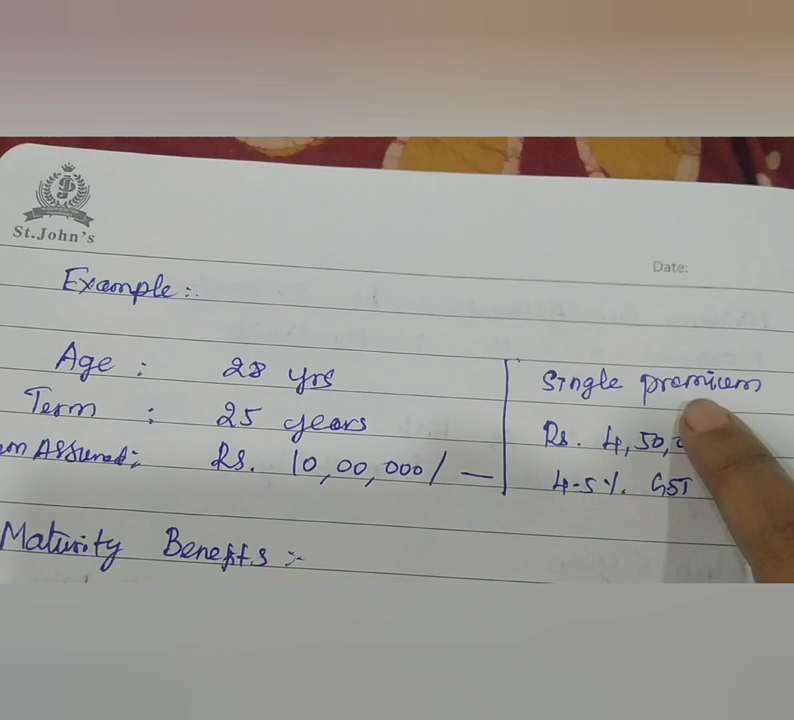 St.John's
Date:
Example :-
Age : 28 yrs
Single premium
Term : 25 years
Rs. 4,50,
Assured: Rs. 10,00,000/-
4.5%. GST
Maturity Benefits :-